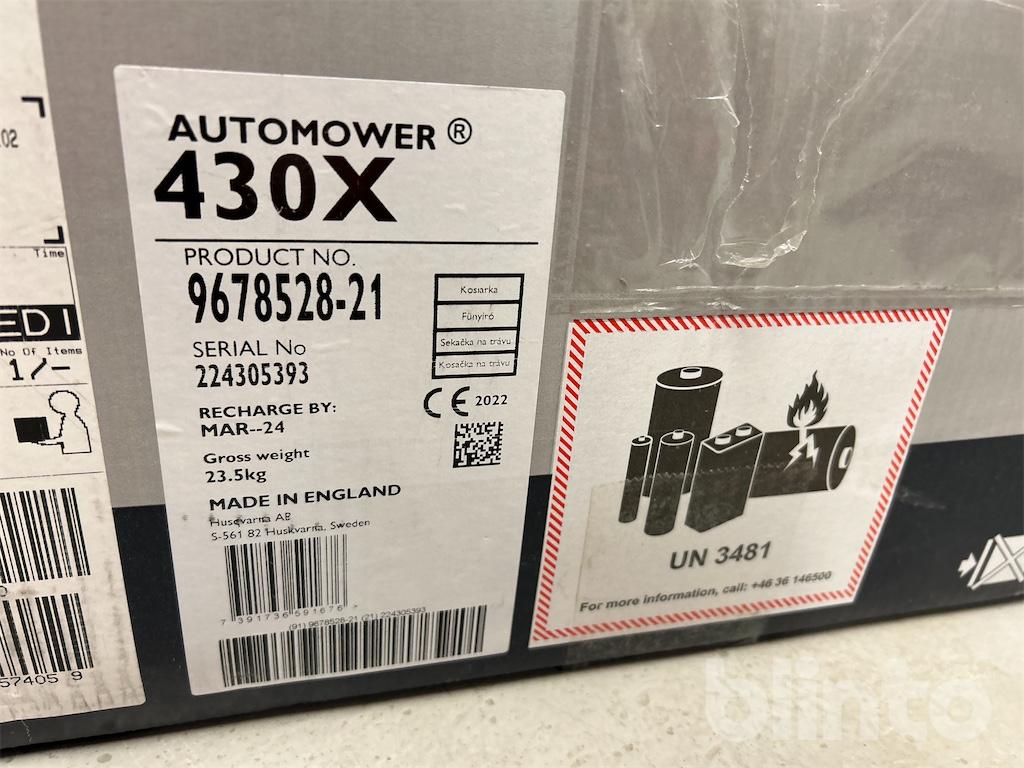 02
Time
EDI
No Of Items
1/-
57405 9
AUTOMOWER®
430X
PRODUCT NO.
9678528-21
SERIAL No
224305393
Kosiarka
Fűnyíró
Sekačka na trávu
Kosačka na trávu
RECHARGE BY:
MAR--24
CE 2022
Gross weight
23.5kg
MADE IN ENGLAND
Husqvarna AB
S-561 82 Huskvarna, Sweden
7 391736 591676
(91) 9678528-21 (21) 224305393
UN 3481
For more information, call: +46 36 146500
blinto